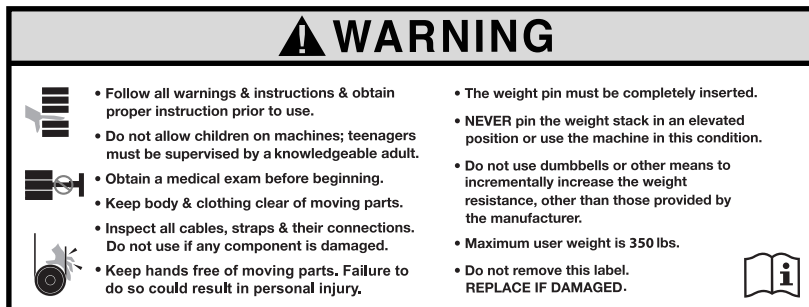 WARNING
• Follow all warnings & instructions & obtain
proper instruction prior to use.
• Do not allow children on machines; teenagers
must be supervised by a knowledgeable adult.
• Obtain a medical exam before beginning.
• Keep body & clothing clear of moving parts.
• Inspect all cables, straps & their connections.
Do not use if any component is damaged.
• Keep hands free of moving parts. Failure to
do so could result in personal injury.
• The weight pin must be completely inserted.
• NEVER pin the weight stack in an elevated
position or use the machine in this condition.
• Do not use dumbbells or other means to
incrementally increase the weight
resistance, other than those provided by
the manufacturer.
• Maximum user weight is 350 lbs.
• Do not remove this label.
REPLACE IF DAMAGED.